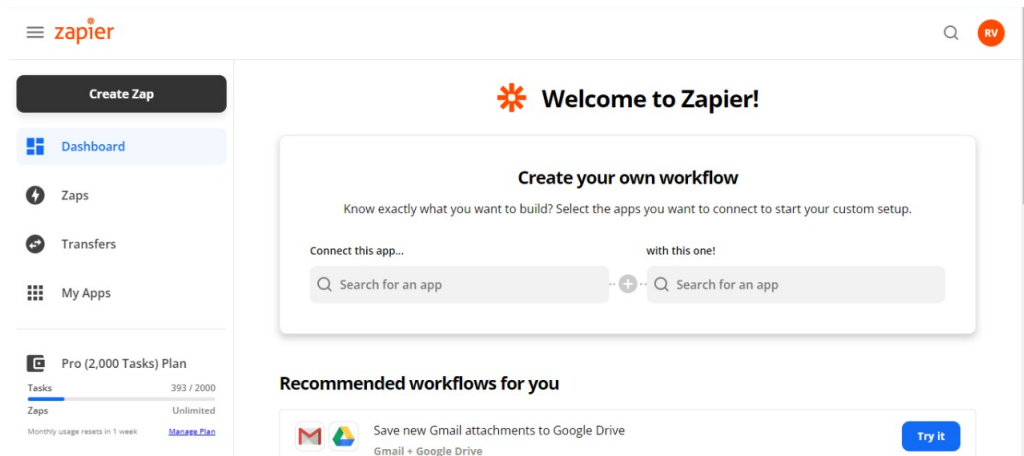 zapier
RV
Create Zap
Dashboard
Zaps
Transfers
My Apps
Pro (2,000 Tasks) Plan
Tasks 393 / 2000
Zaps Unlimited
Monthly usage resets in 1 week Manage Plan
Welcome to Zapier!
Create your own workflow
Know exactly what you want to build? Select the apps you want to connect to start your custom setup.
Connect this app... with this one!
Search for an app Search for an app
Recommended workflows for you
Save new Gmail attachments to Google Drive
Gmail + Google Drive
Try it